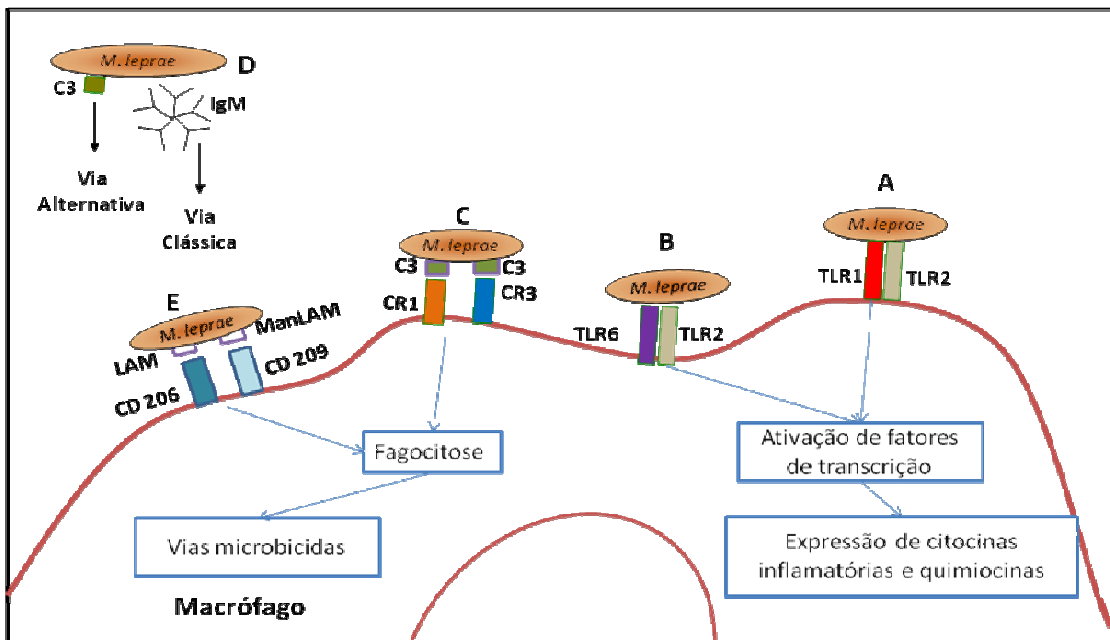 M. leprae
D
C3
IgM
Via
Alternativa
Via
Clássica
A
M. leprae
TLR1
TLR2
B
M. leprae
TLR6
TLR2
C
M. leprae
C3
C3
CR1
CR3
E
M. leprae
LAM
ManLAM
CD 206
CD 209
Fagocitose
Vias microbicidas
Ativação de fatores
de transcrição
Expressão de citocinas
inflamatórias e quimiocinas
Macrófago